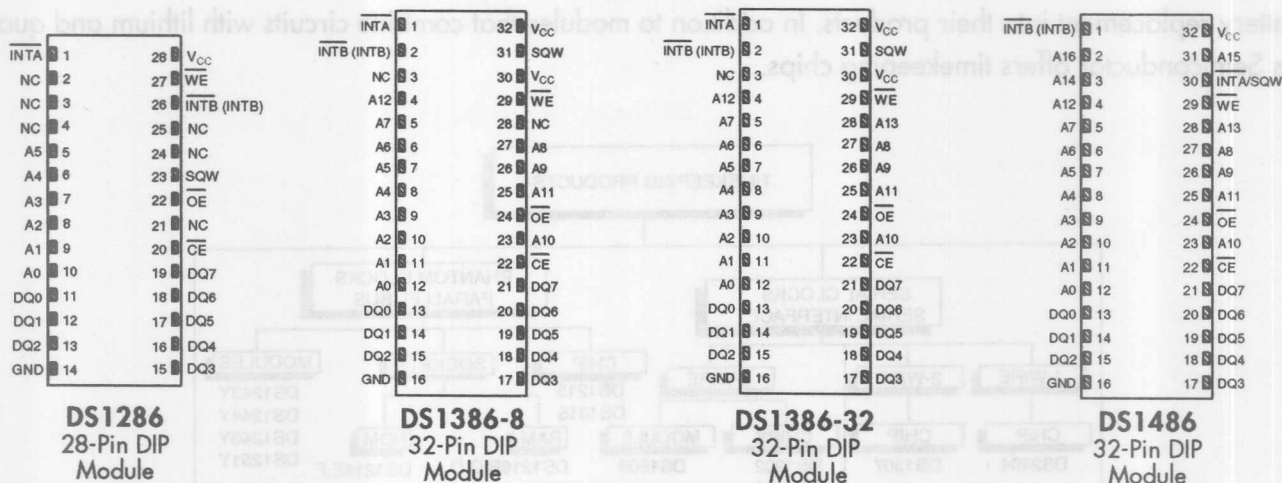 INTA 1 28 VCC
NC 2 27 WE
NC 3 26 INTB (INTB)
NC 4 25 NC
A5 5 24 NC
A4 6 23 SQW
A3 7 22 OE
A2 8 21 NC
A1 9 20 CE
A0 10 19 DQ7
DQ0 11 18 DQ6
DQ1 12 17 DQ5
DQ2 13 16 DQ4
GND 14 15 DQ3
DS1286
28-Pin DIP
Module
INTA 1 32 VCC
INTB (INTB) 2 31 SQW
NC 3 30 VCC
A12 4 29 WE
A7 5 28 NC
A6 6 27 A8
A5 7 26 A9
A4 8 25 A11
A3 9 24 OE
A2 10 23 A10
A1 11 22 CE
A0 12 21 DQ7
DQ0 13 20 DQ6
DQ1 14 19 DQ5
DQ2 15 18 DQ4
GND 16 17 DQ3
DS1386-8
32-Pin DIP
Module
INTA 1 32 VCC
INTB (INTB) 2 31 SQW
NC 3 30 VCC
A12 4 29 WE
A7 5 28 A13
A6 6 27 A8
A5 7 26 A9
A4 8 25 A11
A3 9 24 OE
A2 10 23 A10
A1 11 22 CE
A0 12 21 DQ7
DQ0 13 20 DQ6
DQ1 14 19 DQ5
DQ2 15 18 DQ4
GND 16 17 DQ3
DS1386-32
32-Pin DIP
Module
INTB (INTB) 1 32 VCC
A16 2 31 A15
A14 3 30 INTA/SQW
A12 4 29 WE
A7 5 28 A13
A6 6 27 A8
A5 7 26 A9
A4 8 25 A11
A3 9 24 OE
A2 10 23 A10
A1 11 22 CE
A0 12 21 DQ7
DQ0 13 20 DQ6
DQ1 14 19 DQ5
DQ2 15 18 DQ4
GND 16 17 DQ3
DS1486
32-Pin DIP
Module